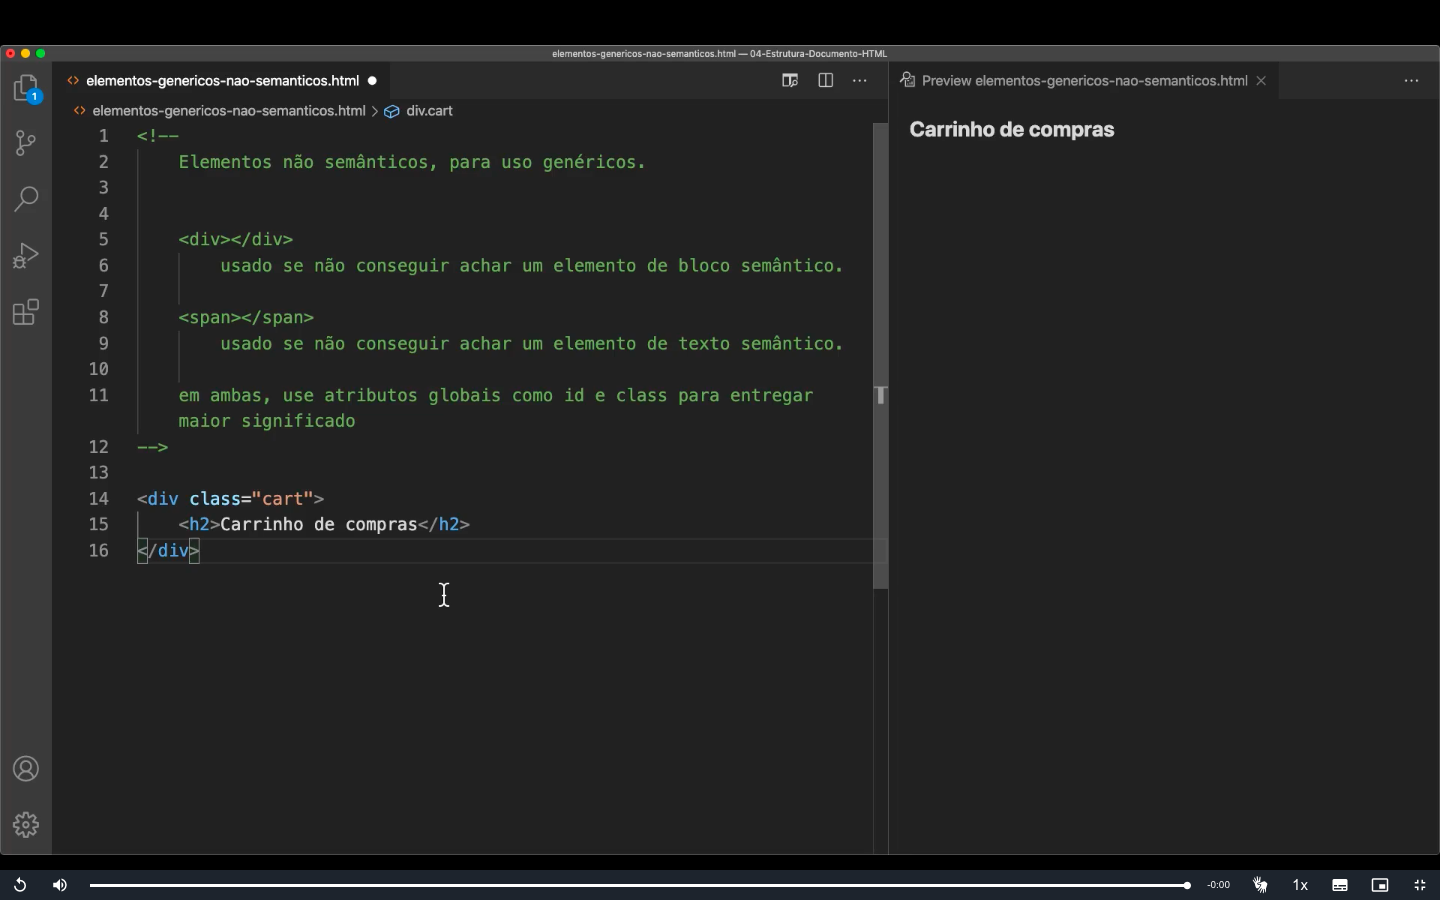 elementos-genericos-nao-semanticos.html — 04-Estrutura-Documento-HTML
elementos-genericos-nao-semanticos.html
Preview elementos-genericos-nao-semanticos.html
1
elementos-genericos-nao-semanticos.html > div.cart
Carrinho de compras
1 <!--
2 Elementos não semânticos, para uso genéricos.
3
4
5 <div></div>
6 usado se não conseguir achar um elemento de bloco semântico.
7
8 <span></span>
9 usado se não conseguir achar um elemento de texto semântico.
10
11 em ambas, use atributos globais como id e class para entregar
maior significado
12 -->
13
14 <div class="cart">
15 <h2>Carrinho de compras</h2>
16 </div>
-0:00
1x